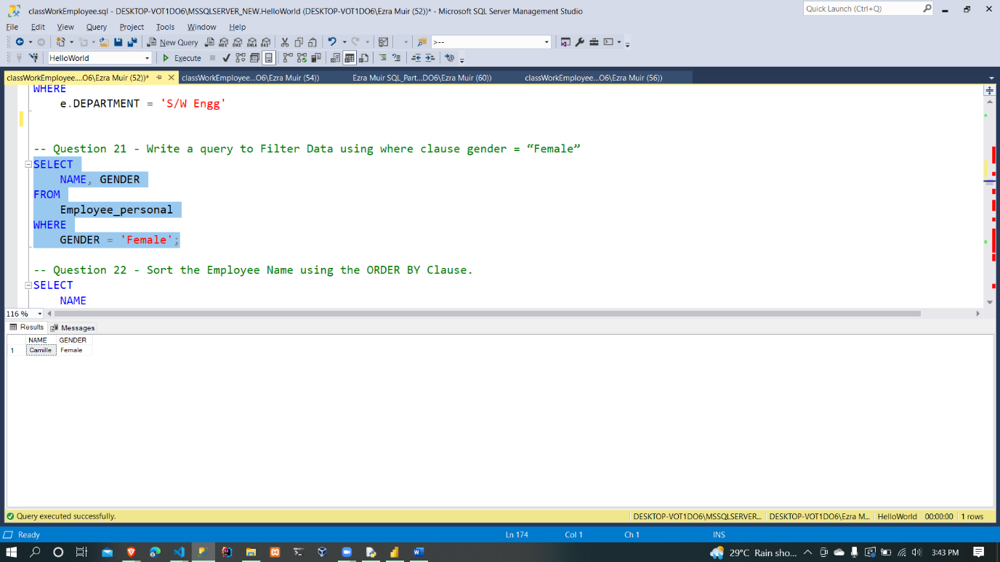 classWorkEmployee.sql - DESKTOP-VOT1DO6\MSSQLSERVER_NEW.HelloWorld (DESKTOP-VOT1DO6\Ezra Muir (52))* - Microsoft SQL Server Management Studio
Quick Launch (Ctrl+Q)
File Edit View Query Project Tools Window Help
New Query
MDX DMX XMLA DAX
>--
HelloWorld
Execute
classWorkEmployee....O6\Ezra Muir (52))* classWorkEmployee...O6\Ezra Muir (54)) Ezra Muir SQL_Part...DO6\Ezra Muir (60)) classWorkEmployee...O6\Ezra Muir (56))
WHERE
e.DEPARTMENT = 'S/W Engg'
-- Question 21 - Write a query to Filter Data using where clause gender = “Female”
SELECT
NAME, GENDER
FROM
Employee_personal
WHERE
GENDER = 'Female';
-- Question 22 - Sort the Employee Name using the ORDER BY Clause.
SELECT
NAME
116 %
Results Messages
NAME GENDER
1 Camille Female
Query executed successfully.
DESKTOP-VOT1DO6\MSSQLSERVER... DESKTOP-VOT1DO6\Ezra M... HelloWorld 00:00:00 1 rows
Ready Ln 174 Col 1 Ch 1 INS
29°C Rain sho... 3:43 PM